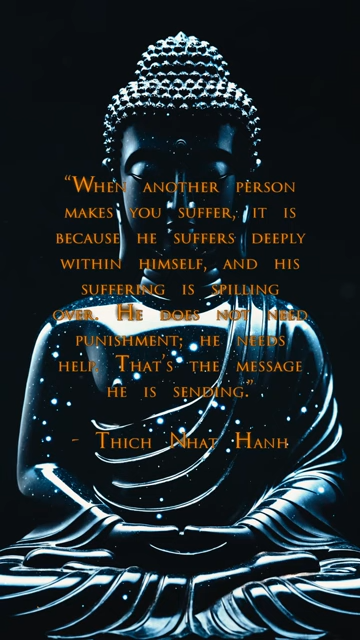 “When another person
makes you suffer, it is
because he suffers deeply
within himself, and his
suffering is spilling
over. He does not need
punishment; he needs
help. That's the message
he is sending.”
- Thich Nhat Hanh